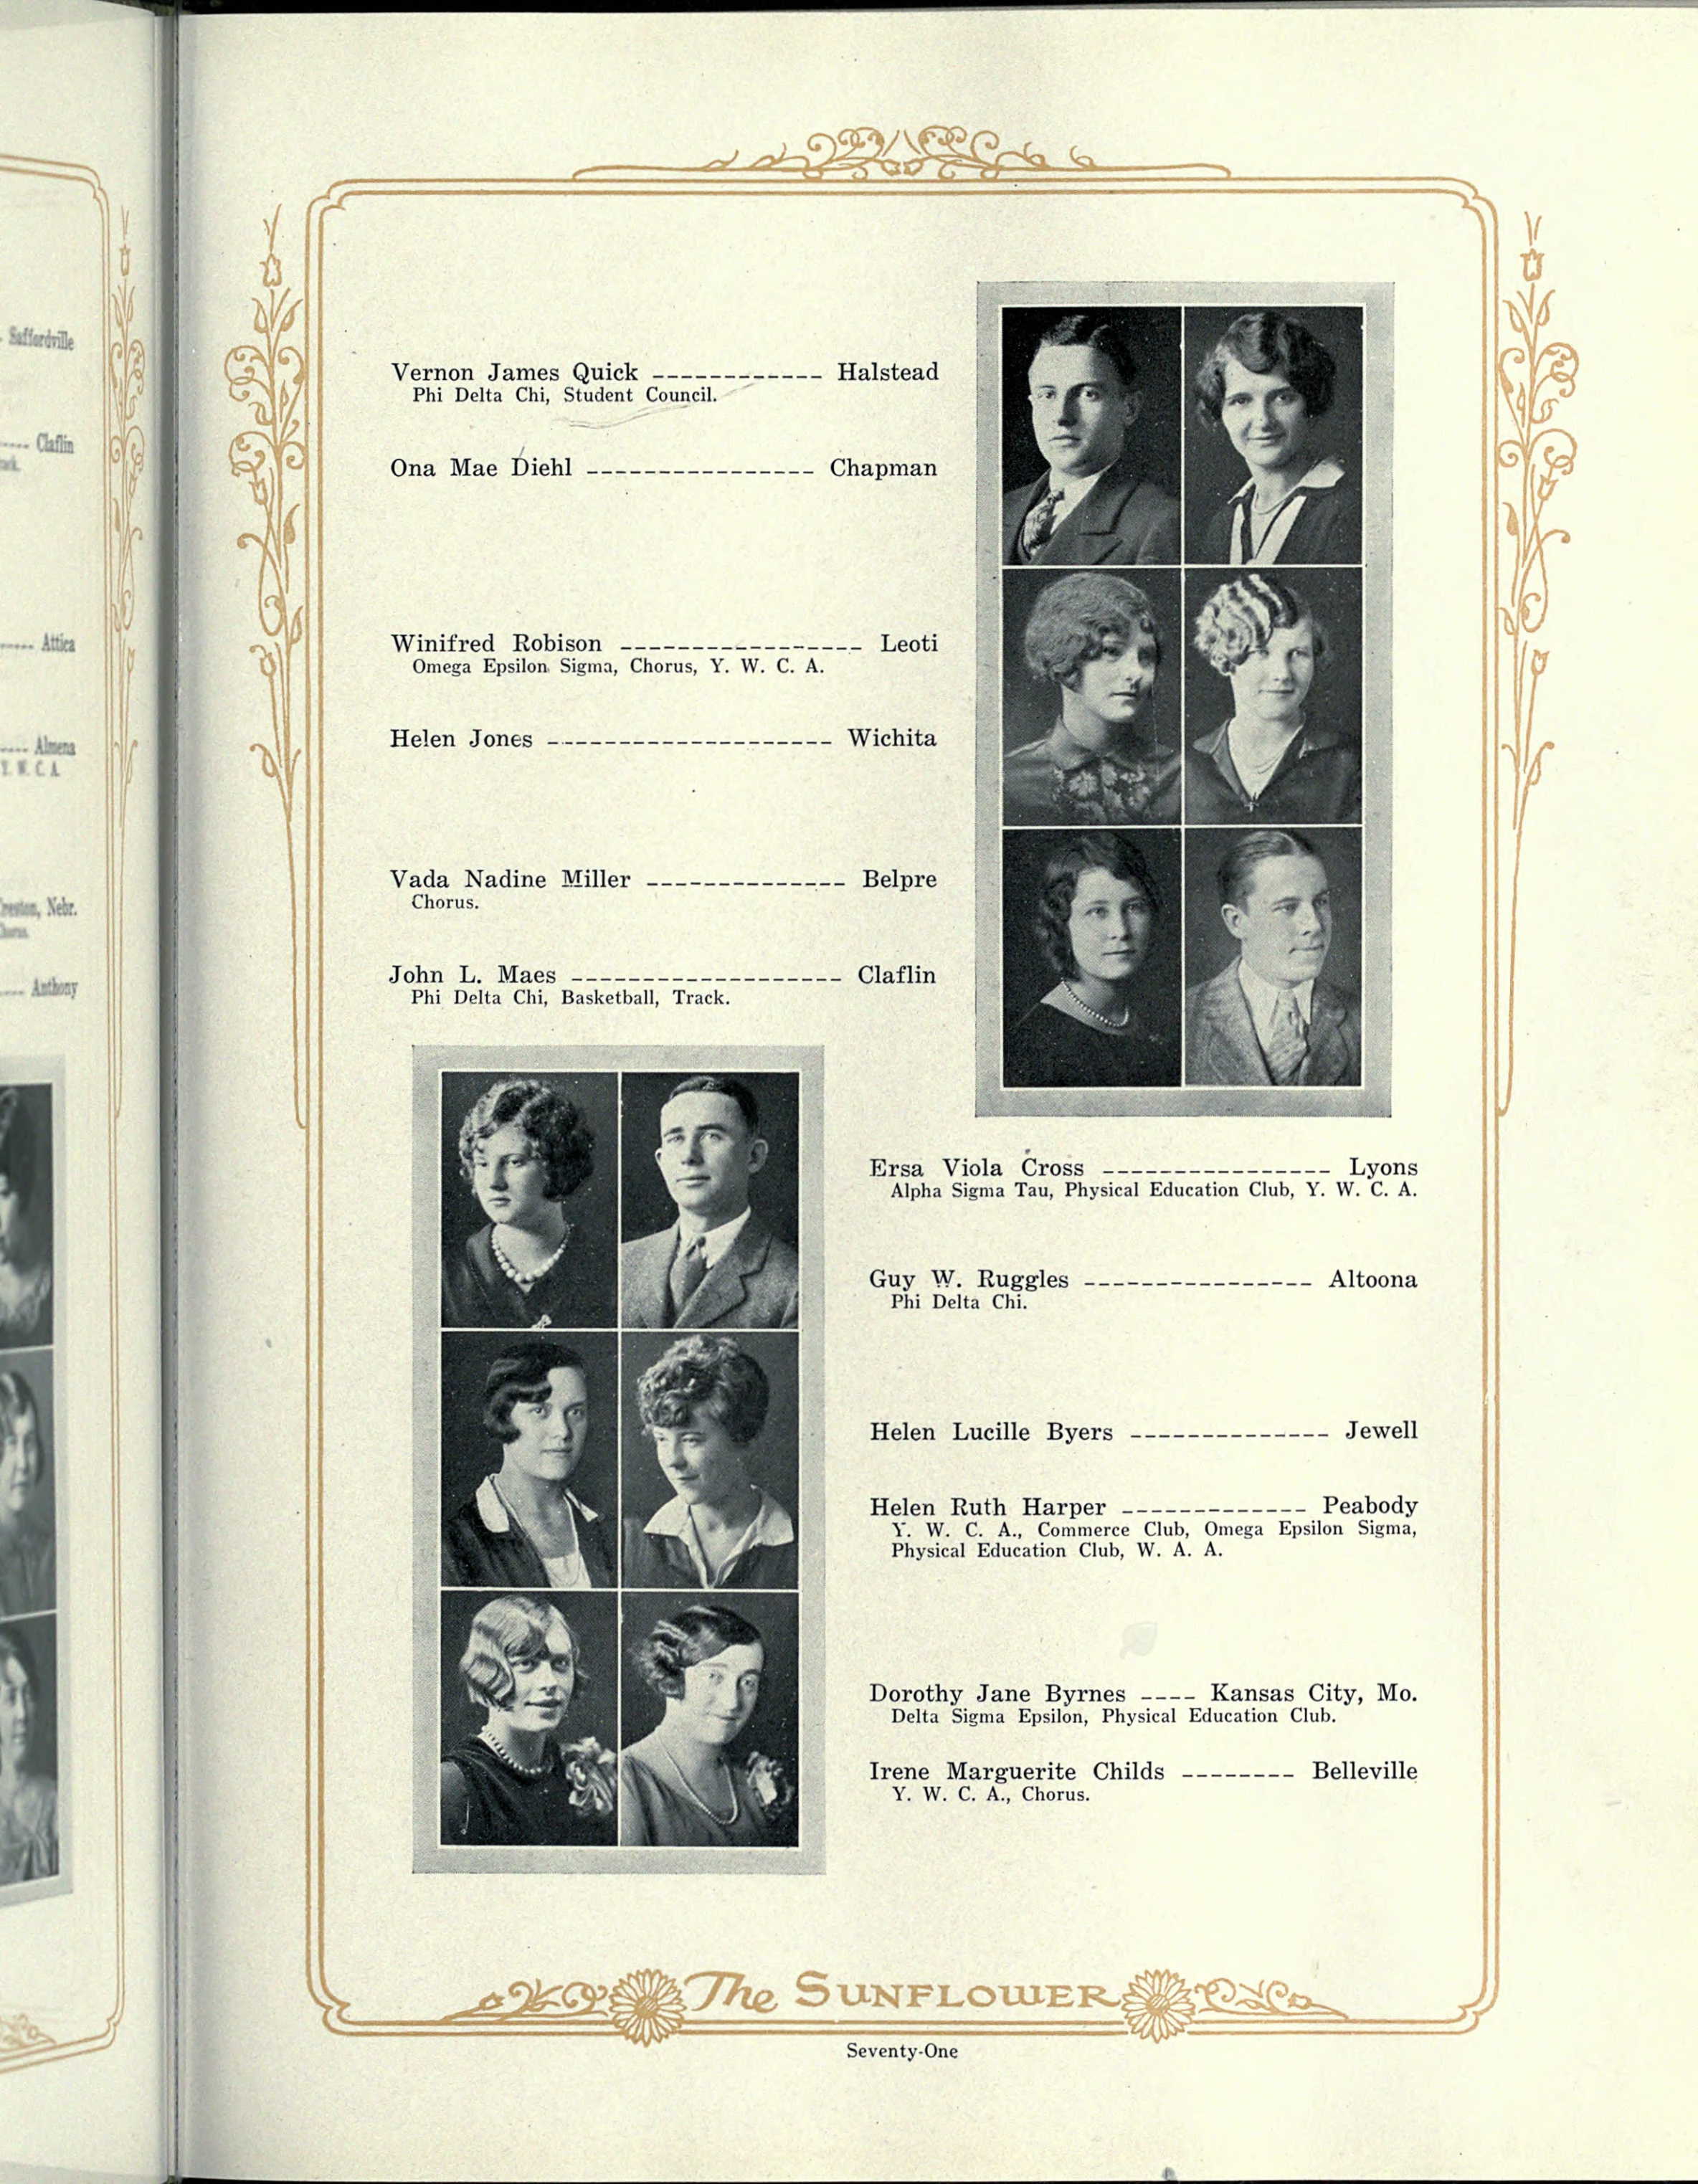 Saffordville
Claflin
Attica
Almena
Y. W. C. A.
Nebr.
Anthony
Vernon James Quick ------------ Halstead
Phi Delta Chi, Student Council.
Ona Mae Diehl ---------------- Chapman
Winifred Robison ----------------- Leoti
Omega Epsilon Sigma, Chorus, Y. W. C. A.
Helen Jones -------------------- Wichita
Vada Nadine Miller -------------- Belpre
Chorus.
John L. Maes ------------------- Claflin
Phi Delta Chi, Basketball, Track.
Ersa Viola Cross ---------------- Lyons
Alpha Sigma Tau, Physical Education Club, Y. W. C. A.
Guy W. Ruggles ---------------- Altoona
Phi Delta Chi.
Helen Lucille Byers -------------- Jewell
Helen Ruth Harper ------------- Peabody
Y. W. C. A., Commerce Club, Omega Epsilon Sigma,
Physical Education Club, W. A. A.
Dorothy Jane Byrnes ---- Kansas City, Mo.
Delta Sigma Epsilon, Physical Education Club.
Irene Marguerite Childs -------- Belleville
Y. W. C. A., Chorus.
The SUNFLOWER
Seventy-One